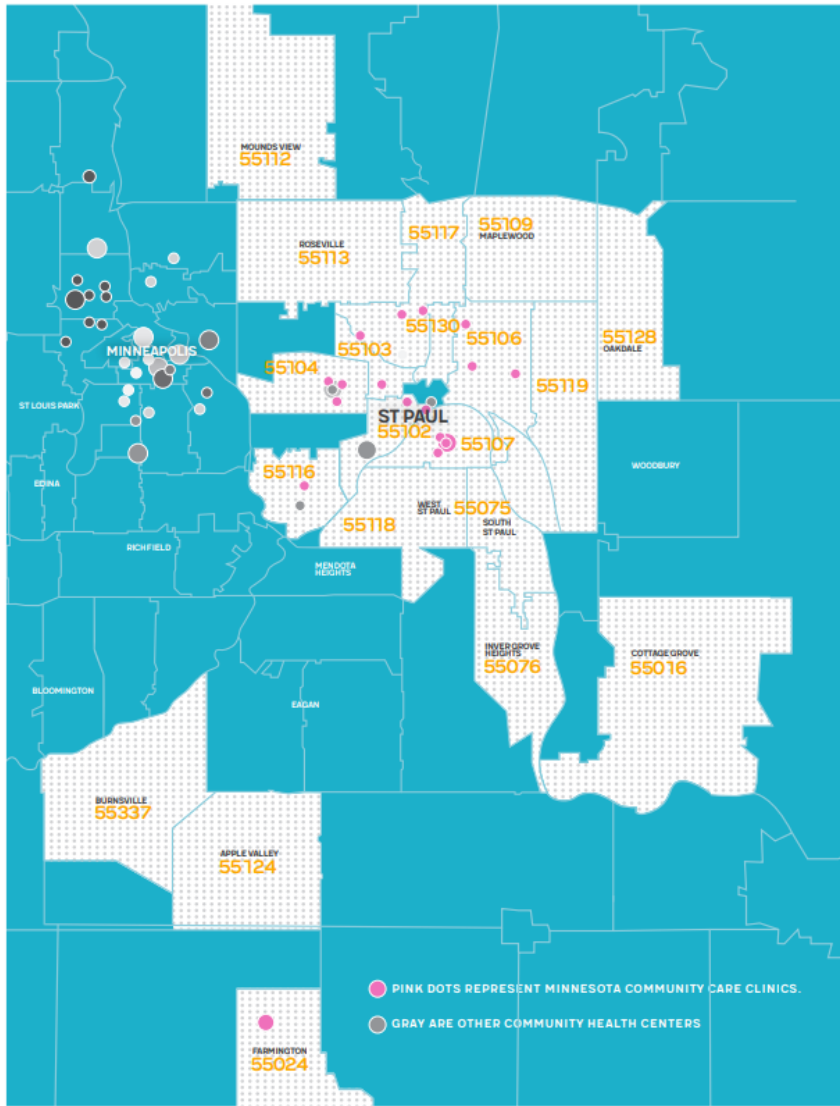 MOUNDS VIEW
55112
ROSEVILLE
55113
55117
55109
MAPLEWOOD
55130
55106
55103
55104
55128
OAKDALE
55119
MINNEAPOLIS
ST LOUIS PARK
ST PAUL
55102
55107
55116
EDINA
WOODBURY
WEST
ST PAUL
55075
SOUTH
ST PAUL
55118
RICHFIELD
MENDOTA
HEIGHTS
INVER GROVE
HEIGHTS
55076
COTTAGE GROVE
55016
BLOOMINGTON
EAGAN
BURNSVILLE
55337
APPLE VALLEY
55124
PINK DOTS REPRESENT MINNESOTA COMMUNITY CARE CLINICS.
GRAY ARE OTHER COMMUNITY HEALTH CENTERS
FARMINGTON
55024